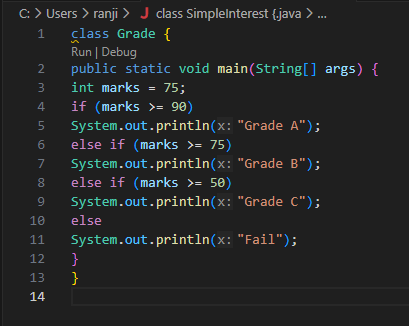 C: > Users > ranji > J class SimpleInterest {.java > ...
1 class Grade {
Run | Debug
2 public static void main(String[] args) {
3 int marks = 75;
4 if (marks >= 90)
5 System.out.println(x: "Grade A");
6 else if (marks >= 75)
7 System.out.println(x: "Grade B");
8 else if (marks >= 50)
9 System.out.println(x: "Grade C");
10 else
11 System.out.println(x: "Fail");
12 }
13 }
14